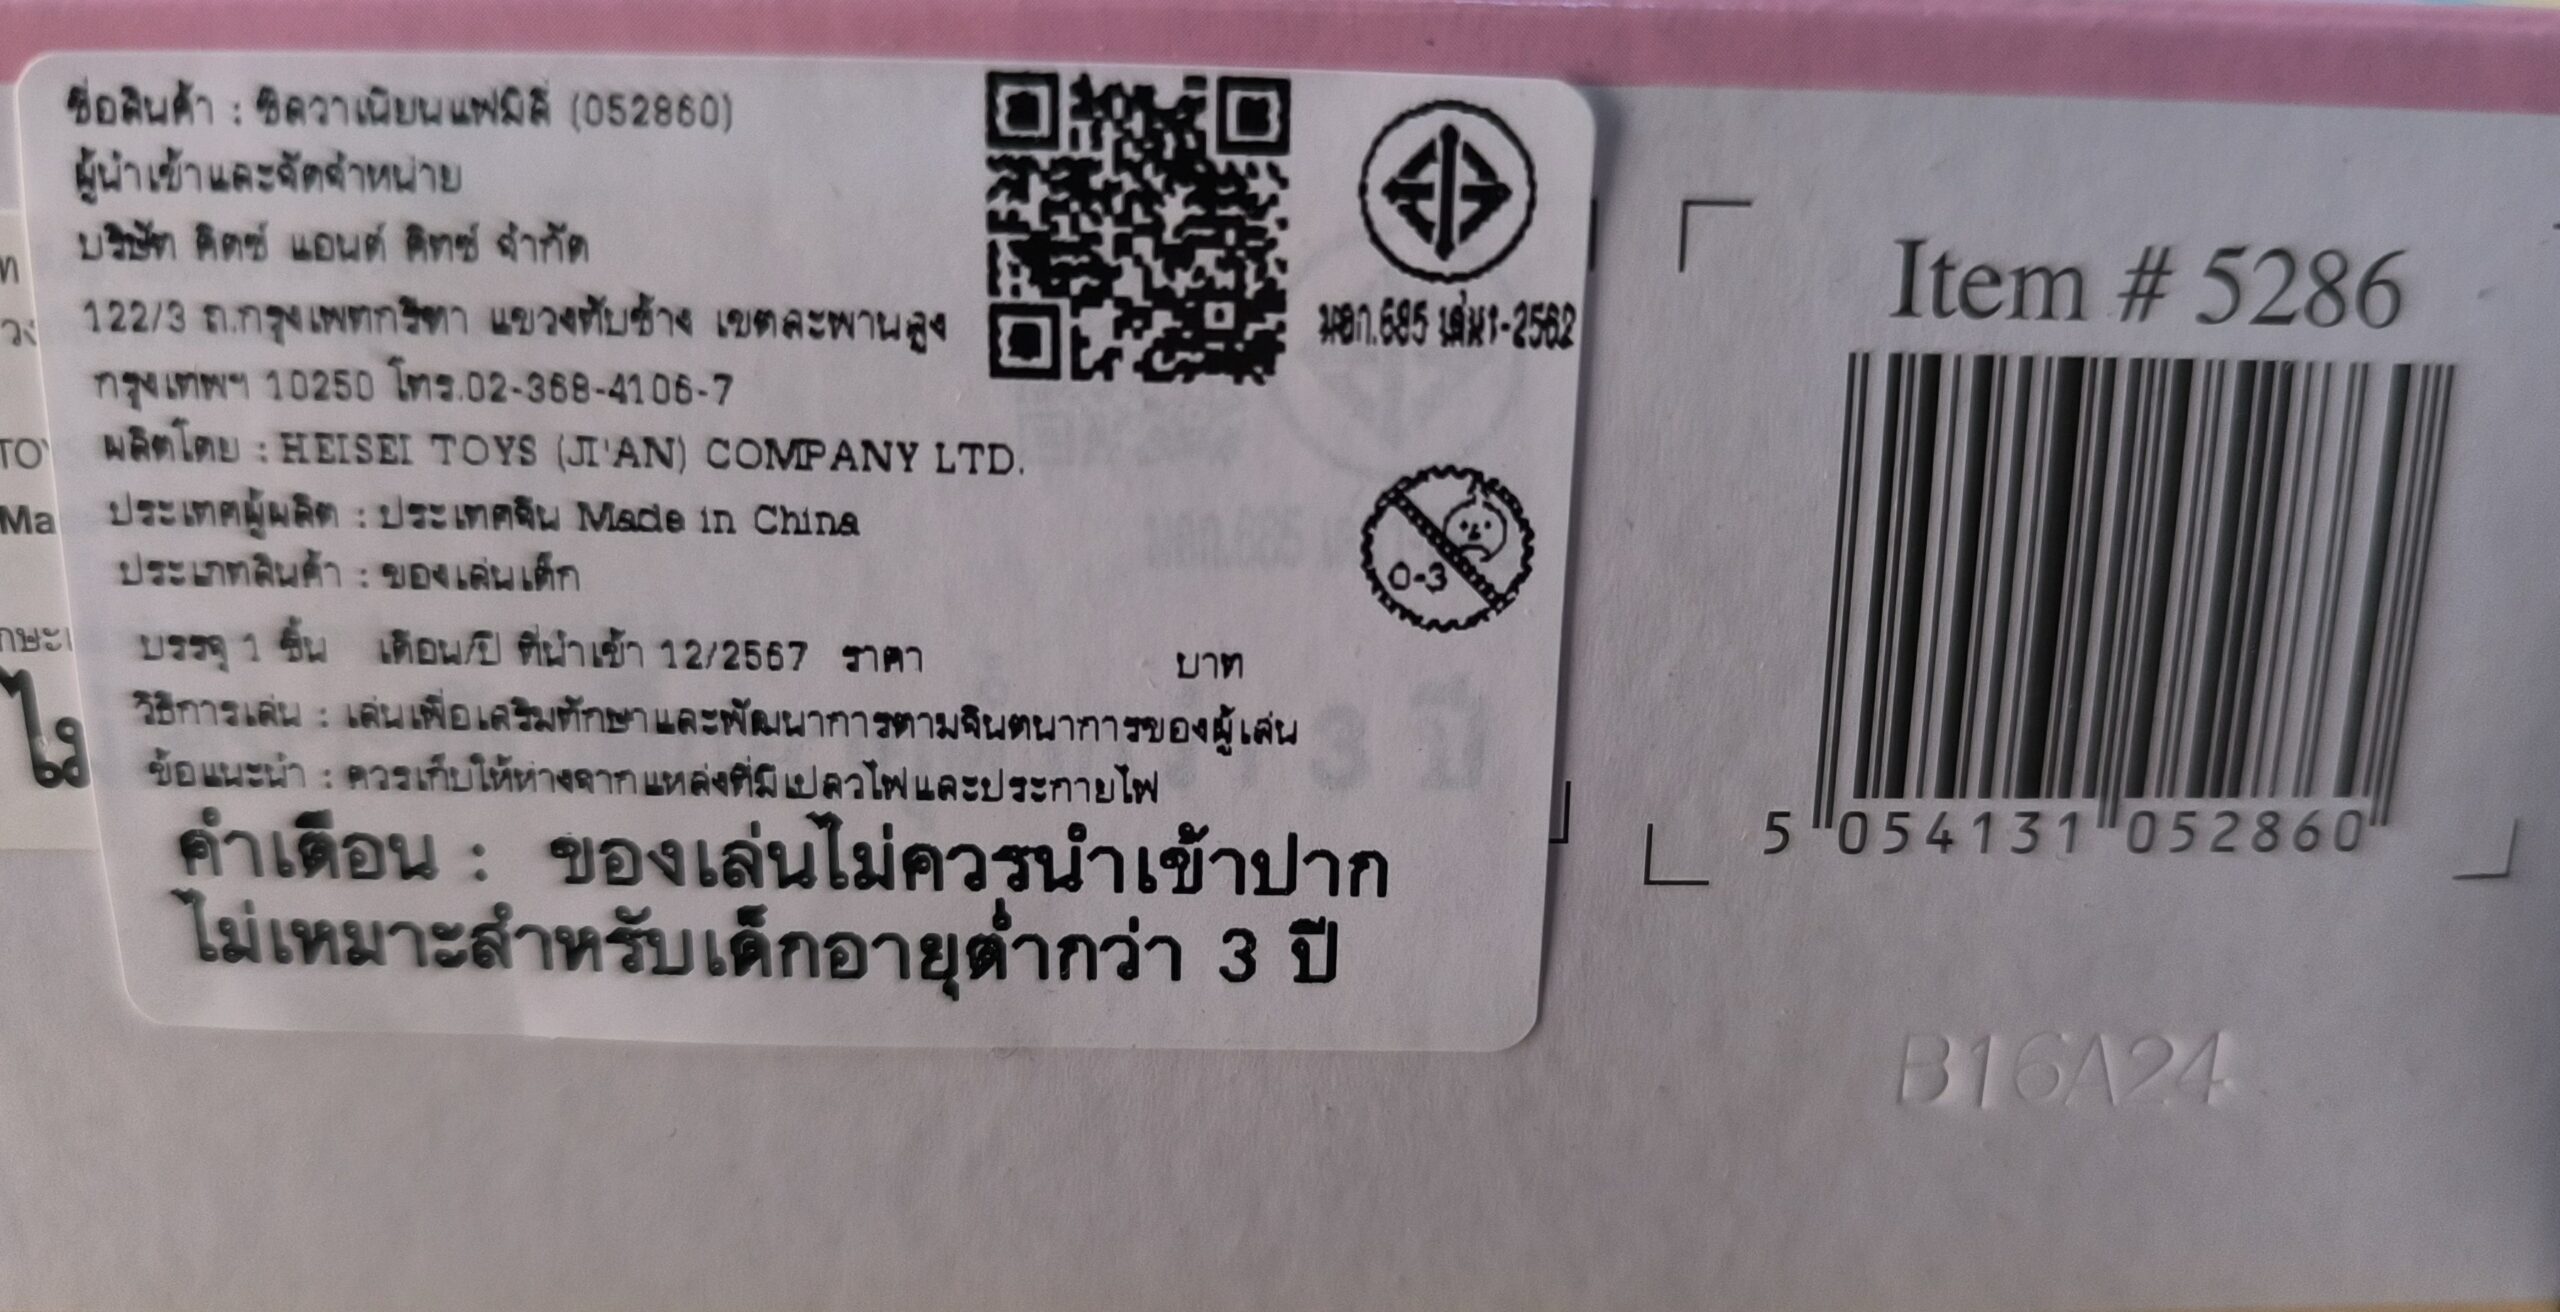 ชื่อสินค้า : ซิลวาเนียนแฟมิลี่ (052860)
ผู้นำเข้าและจัดจำหน่าย
บริษัท คิดซ์ แอนด์ คิทซ์ จำกัด
122/3 ถ.กรุงเทพกรีฑา แขวงทับช้าง เขตสะพานสูง
กรุงเทพฯ 10250 โทร.02-368-4106-7
ผลิตโดย : HEISEI TOYS (JI'AN) COMPANY LTD.
ประเทศผู้ผลิต : ประเทศจีน Made in China
ประเภทสินค้า : ของเล่นเด็ก
บรรจุ 1 ชิ้น เดือน/ปี ที่นำเข้า 12/2567 ราคา บาท
วิธีการเล่น : เล่นเพื่อเสริมทักษาและพัฒนาการตามจินตนาการของผู้เล่น
ข้อแนะนำ : ควรเก็บให้ห่างจากแหล่งที่มีเปลวไฟและประกายไฟ
คำเตือน : ของเล่นไม่ควรนำเข้าปาก
ไม่เหมาะสำหรับเด็กอายุต่ำกว่า 3 ปี
มอก.685 เล่ม1-2562
0-3
Item # 5286
5 054131 052860
B16A24